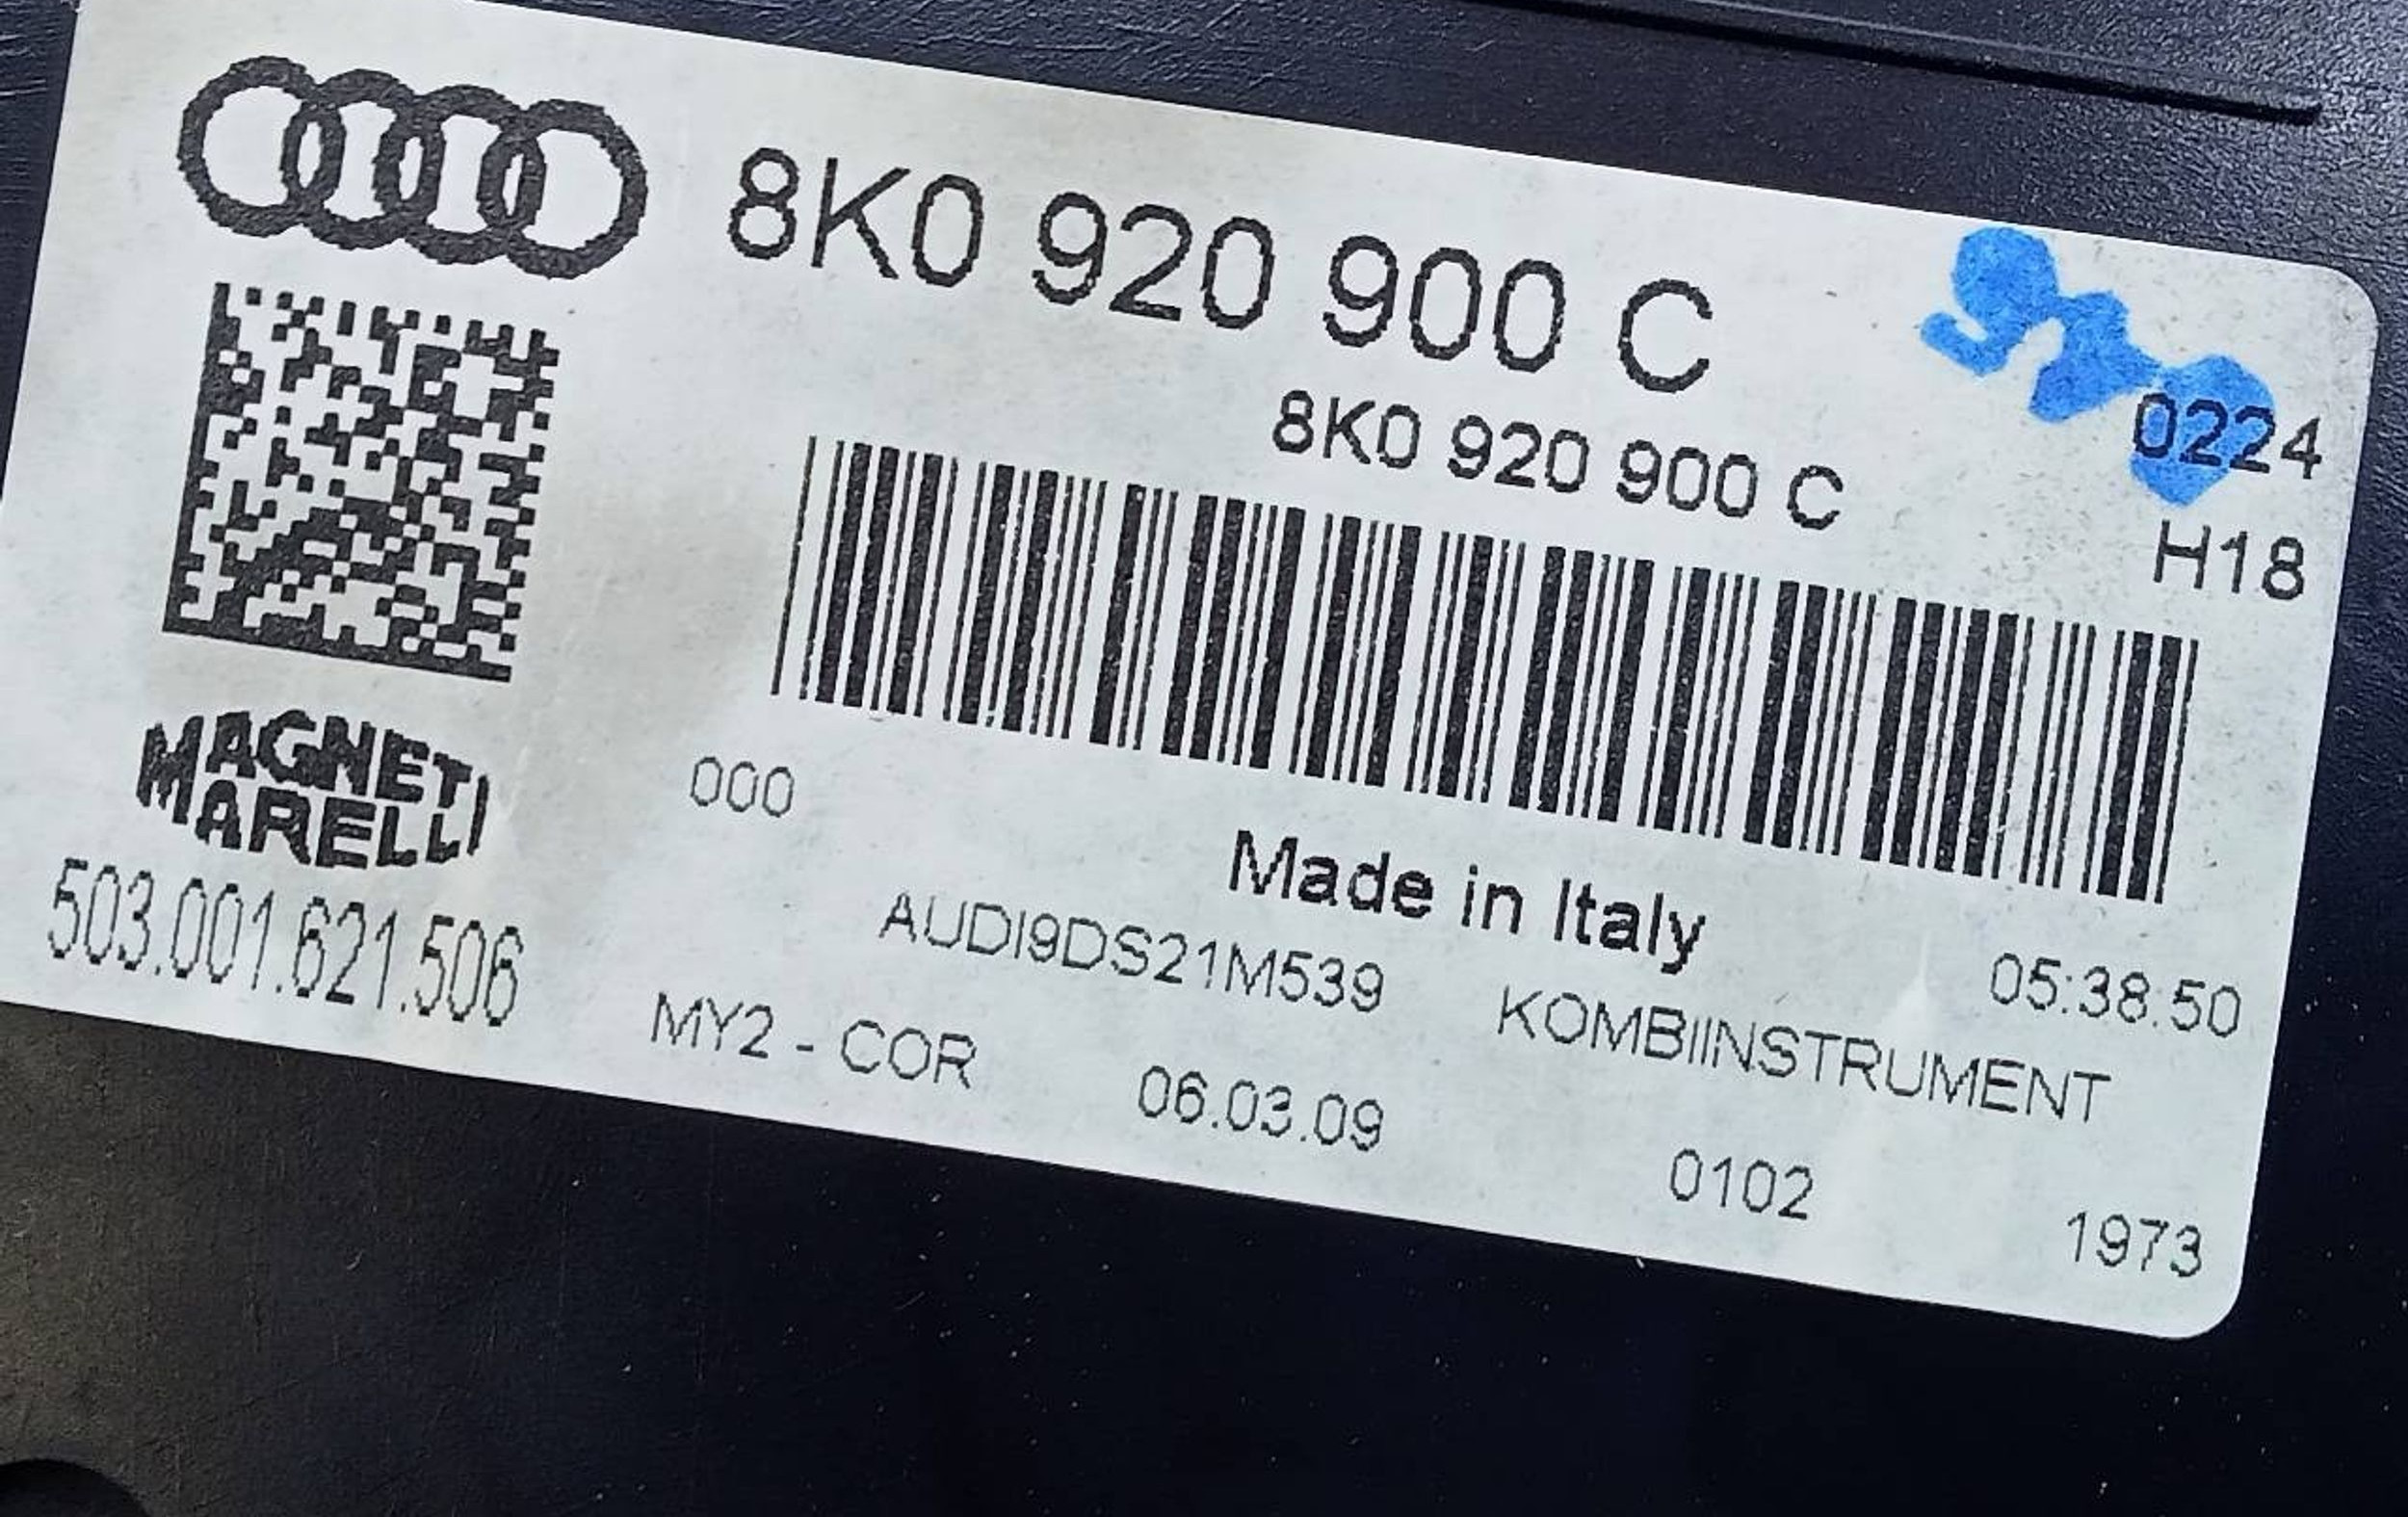 8K0 920 900 C
8K0 920 900 C
0224
H18
MAGNETI
MARELLI
503.001.621.506
000
Made in Italy
05:38:50
AUDI9DS21M539
KOMBIINSTRUMENT
MY2 - COR
06.03.09
0102
1973